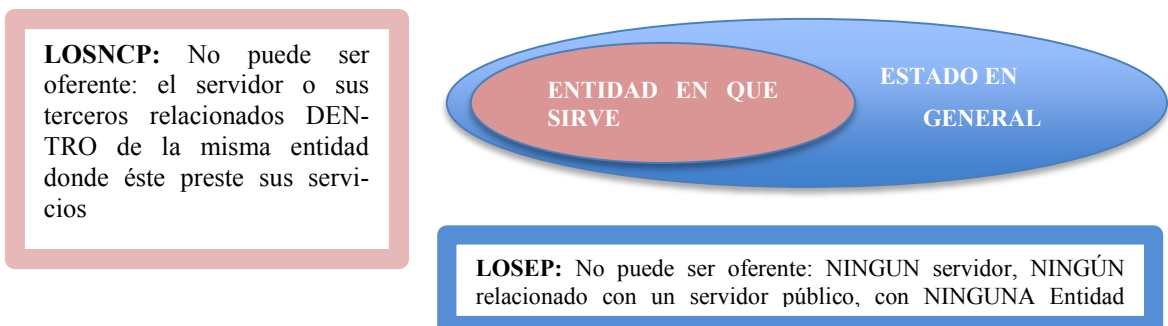 LOSNCP: No puede ser
oferente: el servidor o sus
terceros relacionados DEN-
TRO de la misma entidad
donde éste preste sus servi-
cios
ENTIDAD EN QUE
SIRVE
ESTADO EN
GENERAL
LOSEP: No puede ser oferente: NINGUN servidor, NINGÚN
relacionado con un servidor público, con NINGUNA Entidad